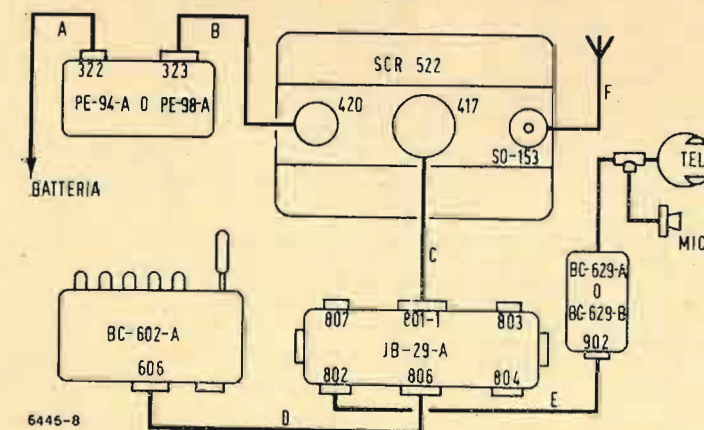 A
B
322
323
PE-94-A O PE-98-A
BATTERIA
SCR 522
420
417
SO-153
F
TEL
MIC
C
BC-629-A
O
BC-629-B
902
807
801-1
803
JB-29-A
802
806
804
BC-602-A
606
D
E
6445-8